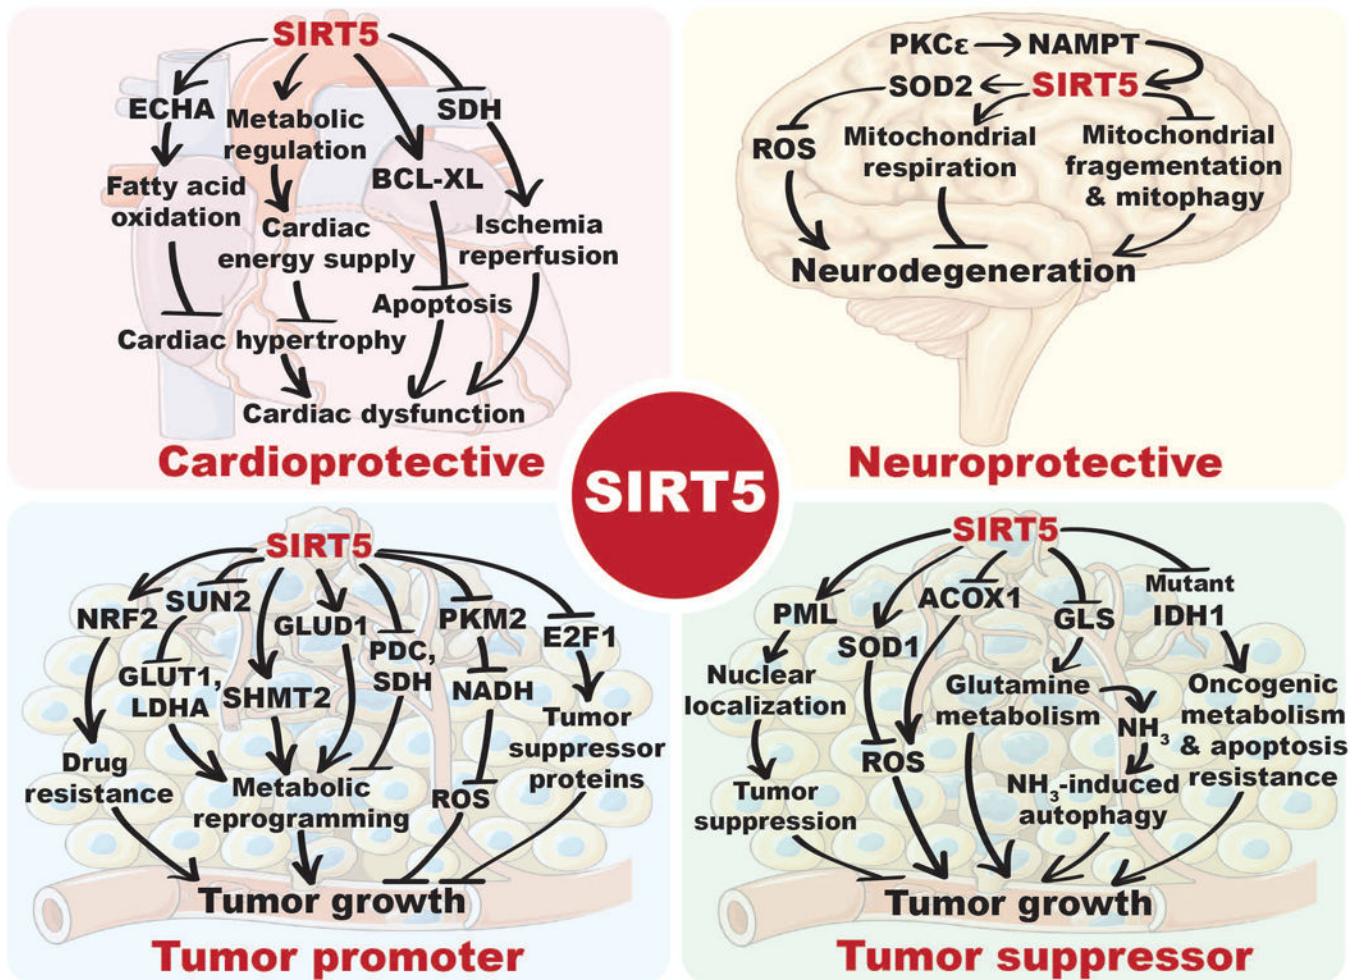 SIRT5
ECHA
Metabolic
regulation
SDH
BCL-XL
Fatty acid
oxidation
Cardiac
energy supply
Ischemia
reperfusion
Apoptosis
Cardiac hypertrophy
Cardiac dysfunction
Cardioprotective
PKCε
NAMPT
SOD2
SIRT5
ROS
Mitochondrial
respiration
Mitochondrial
fragementation
& mitophagy
Neurodegeneration
Neuroprotective
SIRT5
SIRT5
NRF2
SUN2
GLUD1
PKM2
E2F1
PDC,
SDH
GLUT1,
LDHA
SHMT2
NADH
Drug
resistance
Metabolic
reprogramming
ROS
Tumor
suppressor
proteins
Tumor growth
Tumor promoter
SIRT5
PML
SOD1
ACOX1
GLS
Mutant
IDH1
Nuclear
localization
Glutamine
metabolism
NH₃
Oncogenic
metabolism
& apoptosis
resistance
ROS
Tumor
suppression
NH₃-induced
autophagy
Tumor growth
Tumor suppressor